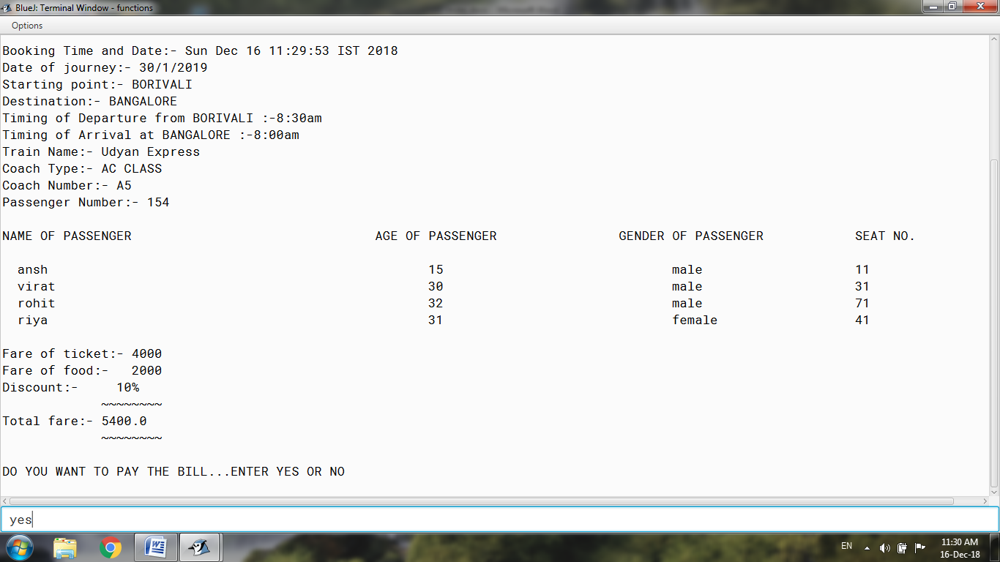 BlueJ: Terminal Window - functions
Options
Booking Time and Date:- Sun Dec 16 11:29:53 IST 2018
Date of journey:- 30/1/2019
Starting point:- BORIVALI
Destination:- BANGALORE
Timing of Departure from BORIVALI :-8:30am
Timing of Arrival at BANGALORE :-8:00am
Train Name:- Udyan Express
Coach Type:- AC CLASS
Coach Number:- A5
Passenger Number:- 154
NAME OF PASSENGER AGE OF PASSENGER GENDER OF PASSENGER SEAT NO.
ansh 15 male 11
virat 30 male 31
rohit 32 male 71
riya 31 female 41
Fare of ticket:- 4000
Fare of food:- 2000
Discount:- 10%
~~~~~~~~
Total fare:- 5400.0
~~~~~~~~
DO YOU WANT TO PAY THE BILL...ENTER YES OR NO
yes
EN
11:30 AM
16-Dec-18